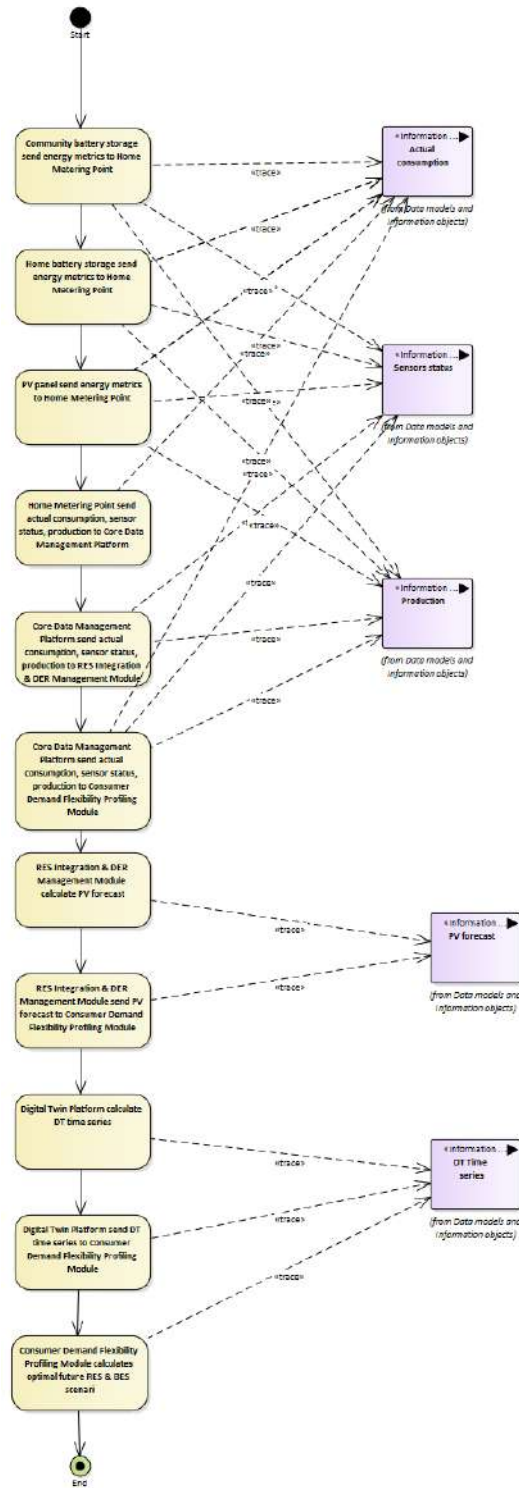 Start
Community battery storage
send energy metrics to Home
Metering Point
«Information ...
Actual
consumption
(from Data models and
information objects)
«trace»
«trace»
Home battery storage send
energy metrics to Home
Metering Point
«trace»
«trace»
«trace»
«Information ...
Sensors status
(from Data models and
information objects)
PV panel send energy metrics
to Home Metering Point
«trace»
«trace»
«trace»
Home Metering Point send
actual consumption, sensor
status, production to Core Data
Management Platform
«trace»
«trace»
«Information ...
Production
(from Data models and
information objects)
Core Data Management
Platform send actual
consumption, sensor status,
production to RES Integration
& DER Management Module
«trace»
«trace»
Core Data Management
Platform send actual
consumption, sensor status,
production to Consumer
Demand Flexibility Profiling
Module
RES Integration & DER
Management Module
calculate PV forecast
«trace»
«Information ...
PV forecast
(from Data models and
information objects)
RES Integration & DER
Management Module send PV
forecast to Consumer Demand
Flexibility Profiling Module
«trace»
Digital Twin Platform calculate
DT time series
«trace»
«Information ...
DT Time
series
(from Data models and
information objects)
Digital Twin Platform send DT
time series to Consumer
Demand Flexibility Profiling
Module
«trace»
«trace»
Consumer Demand Flexibility
Profiling Module calculates
optimal future RES & BES
scenari
End